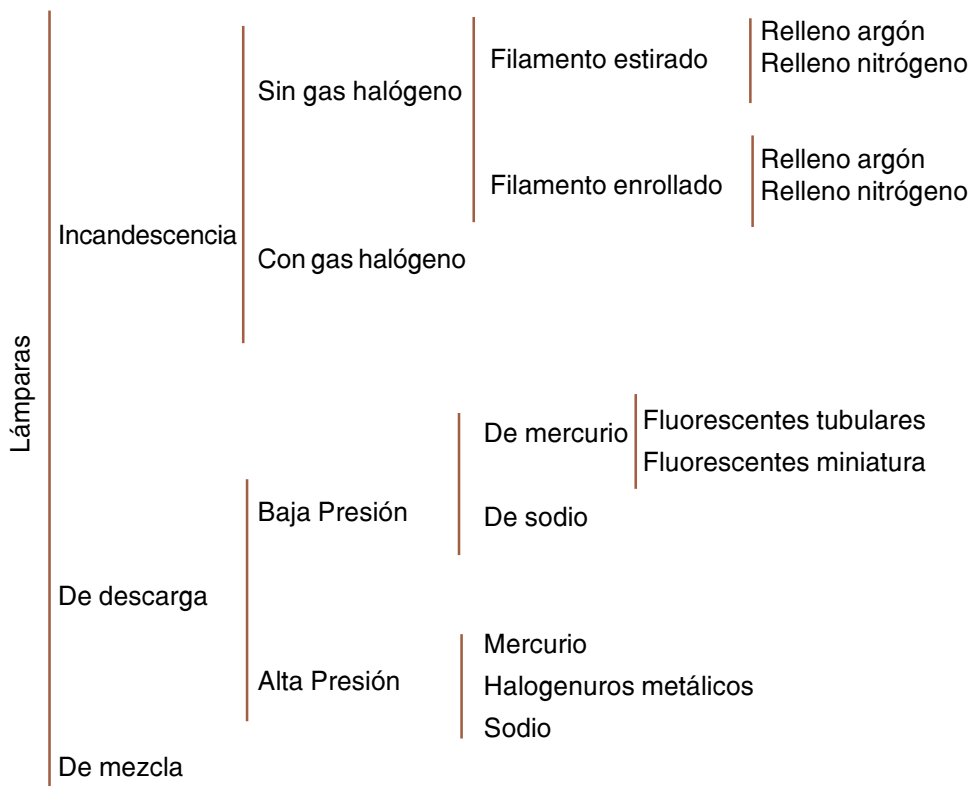 Lámparas
Incandescencia
Sin gas halógeno
Filamento estirado
Relleno argón
Relleno nitrógeno
Filamento enrollado
Relleno argón
Relleno nitrógeno
Con gas halógeno
De descarga
Baja Presión
De mercurio
Fluorescentes tubulares
Fluorescentes miniatura
De sodio
Alta Presión
Mercurio
Halogenuros metálicos
Sodio
De mezcla